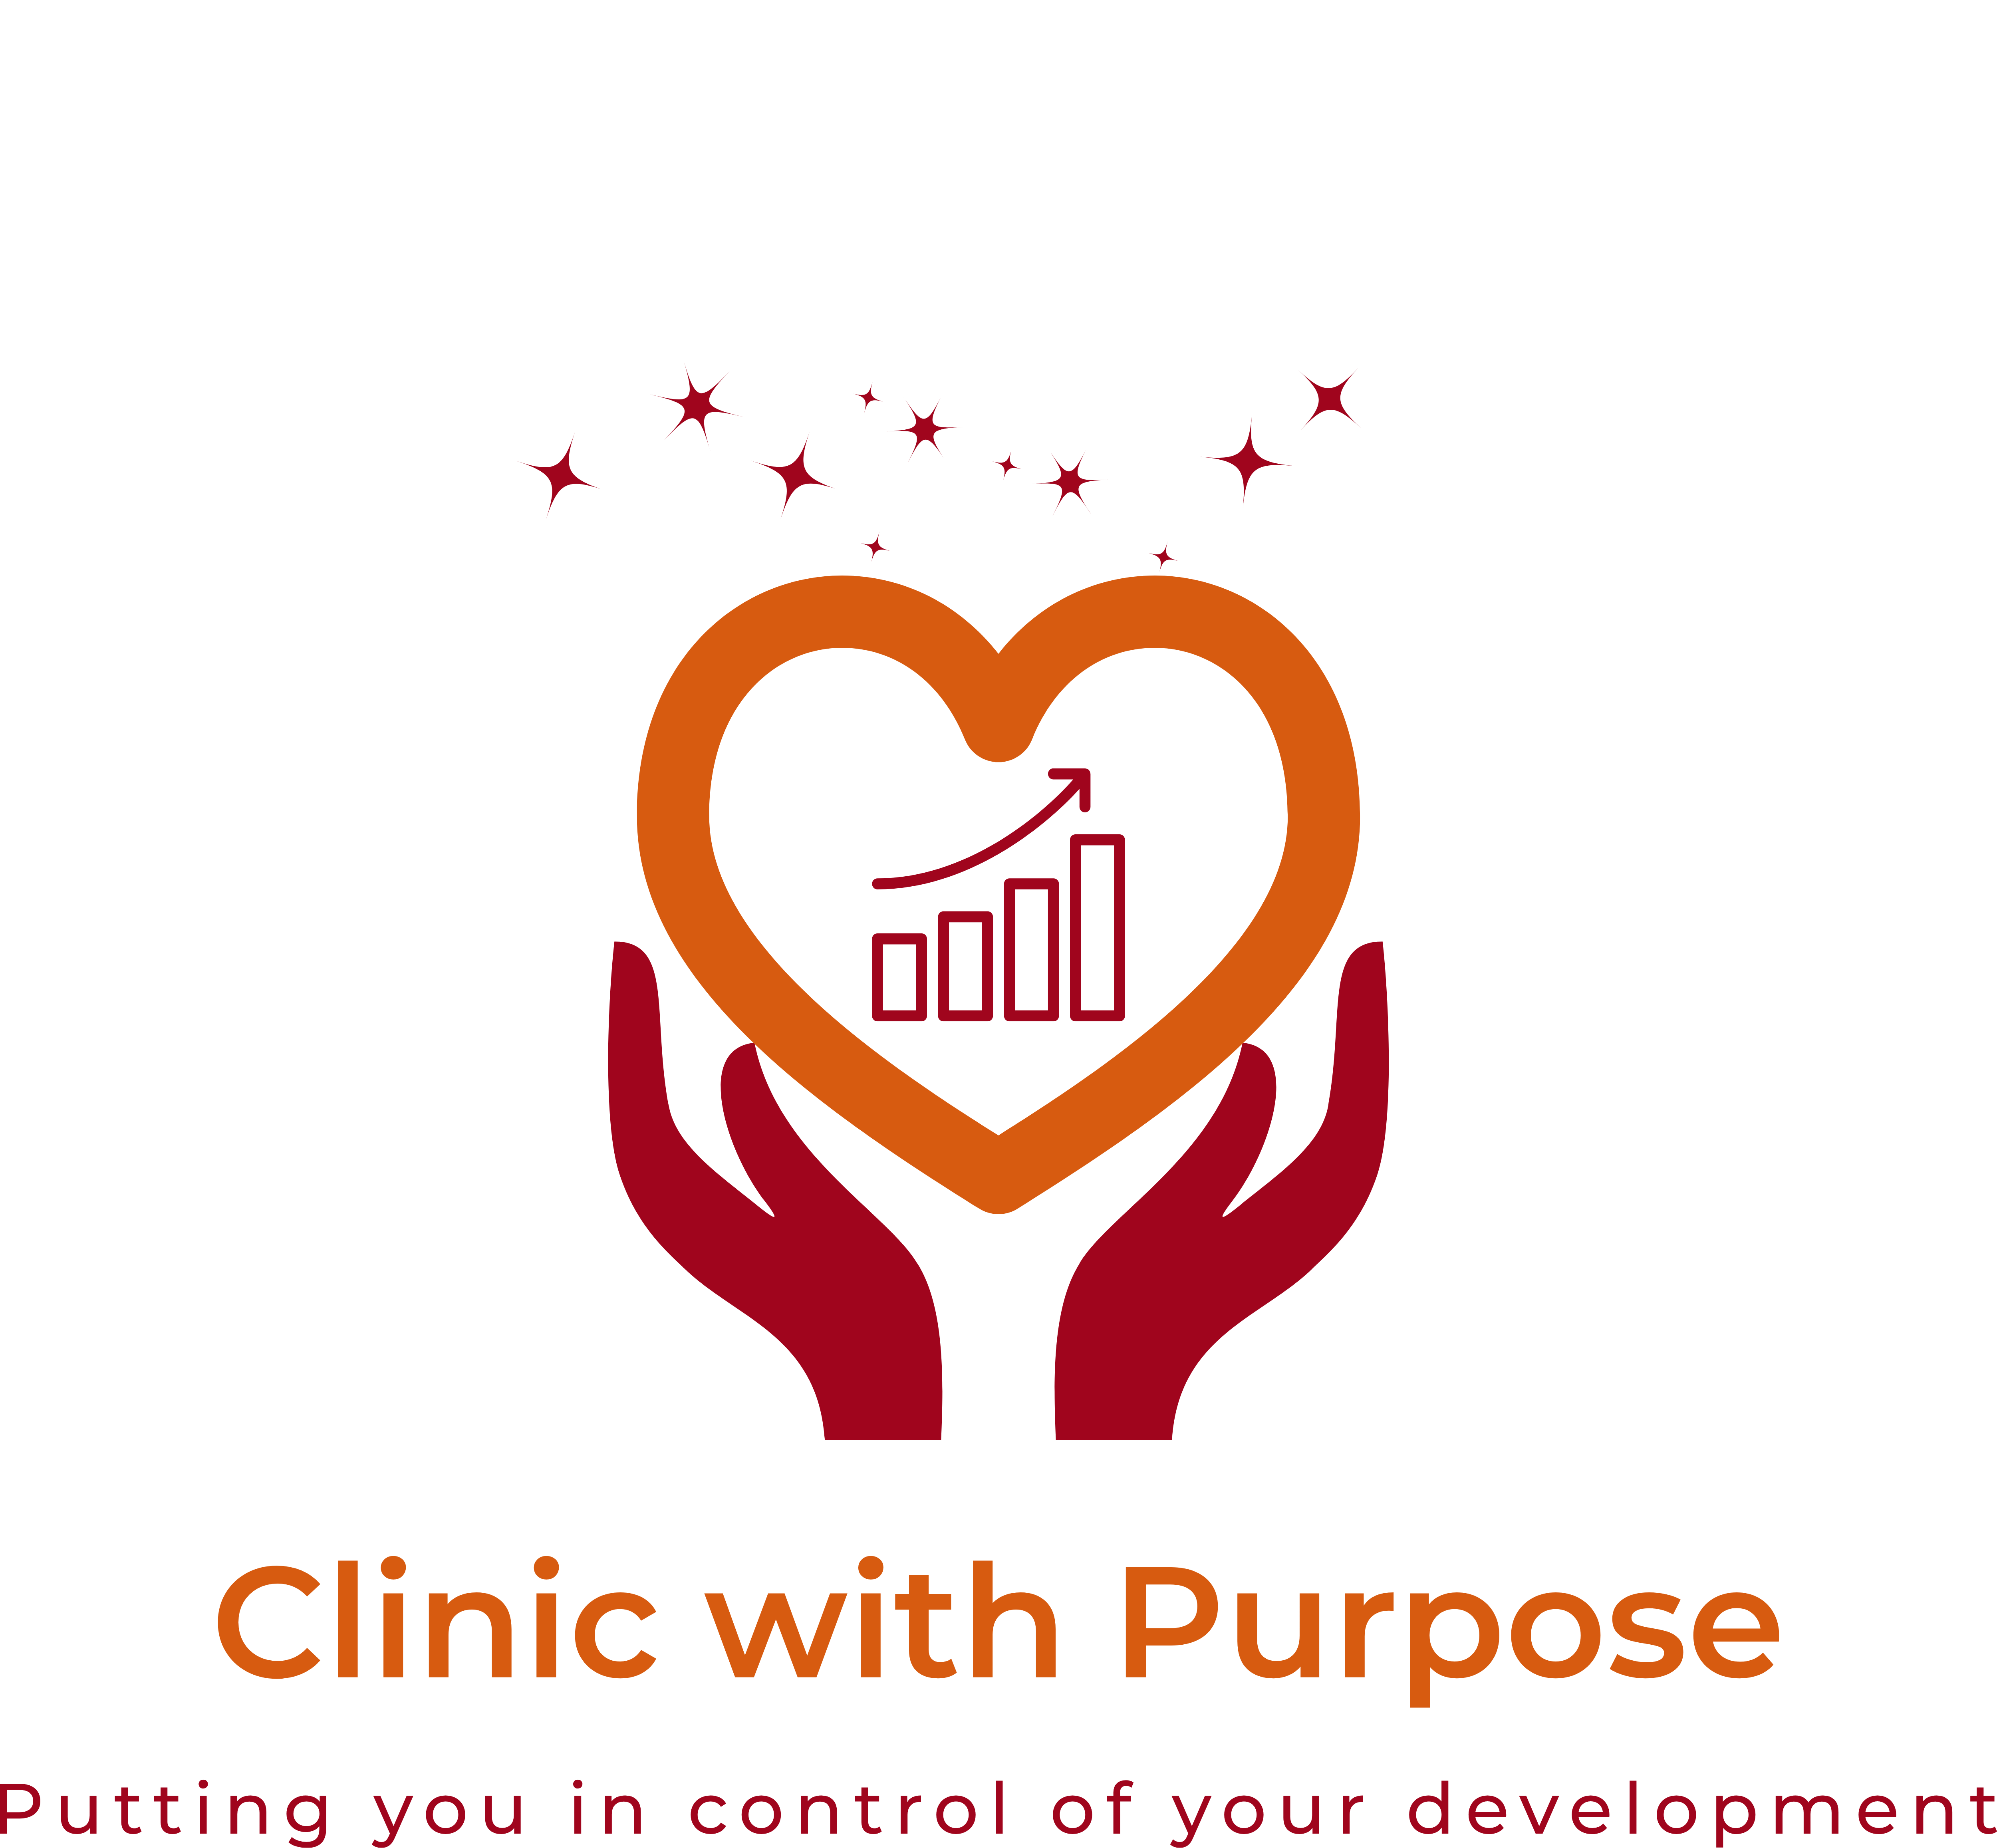 Clinic with Purpose
Putting you in control of your development